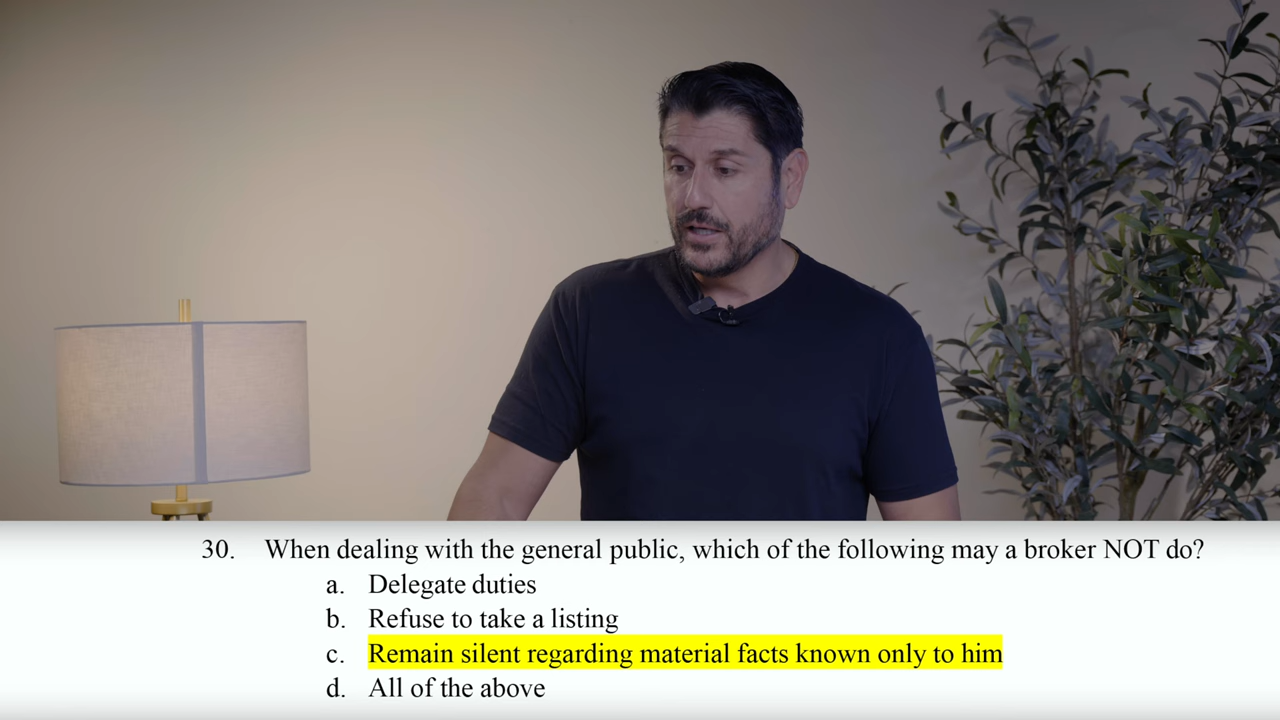 30. When dealing with the general public, which of the following may a broker NOT do?
a. Delegate duties
b. Refuse to take a listing
c. Remain silent regarding material facts known only to him
d. All of the above